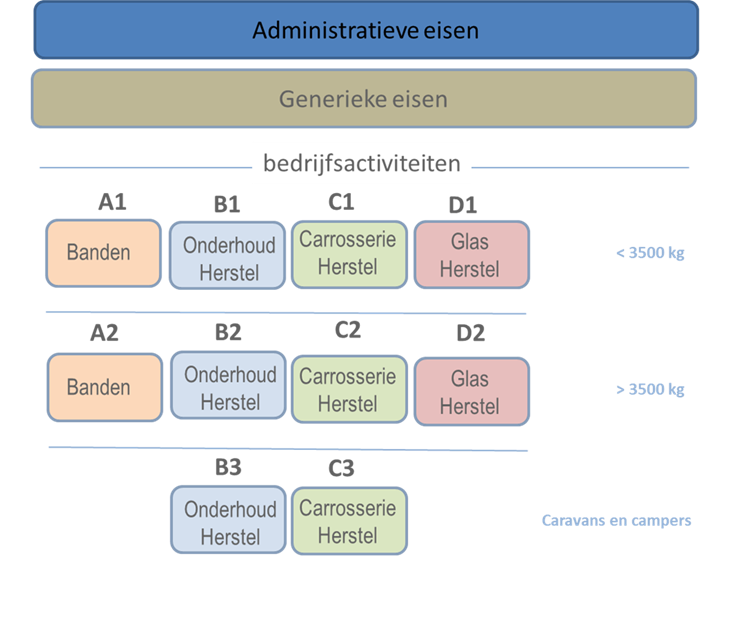 Administratieve eisen
Generieke eisen
bedrijfsactiviteiten
A1 B1 C1 D1
Banden
Onderhoud
Herstel
Carrosserie
Herstel
Glas
Herstel
< 3500 kg
A2 B2 C2 D2
Banden
Onderhoud
Herstel
Carrosserie
Herstel
Glas
Herstel
> 3500 kg
B3 C3
Onderhoud
Herstel
Carrosserie
Herstel
Caravans en campers